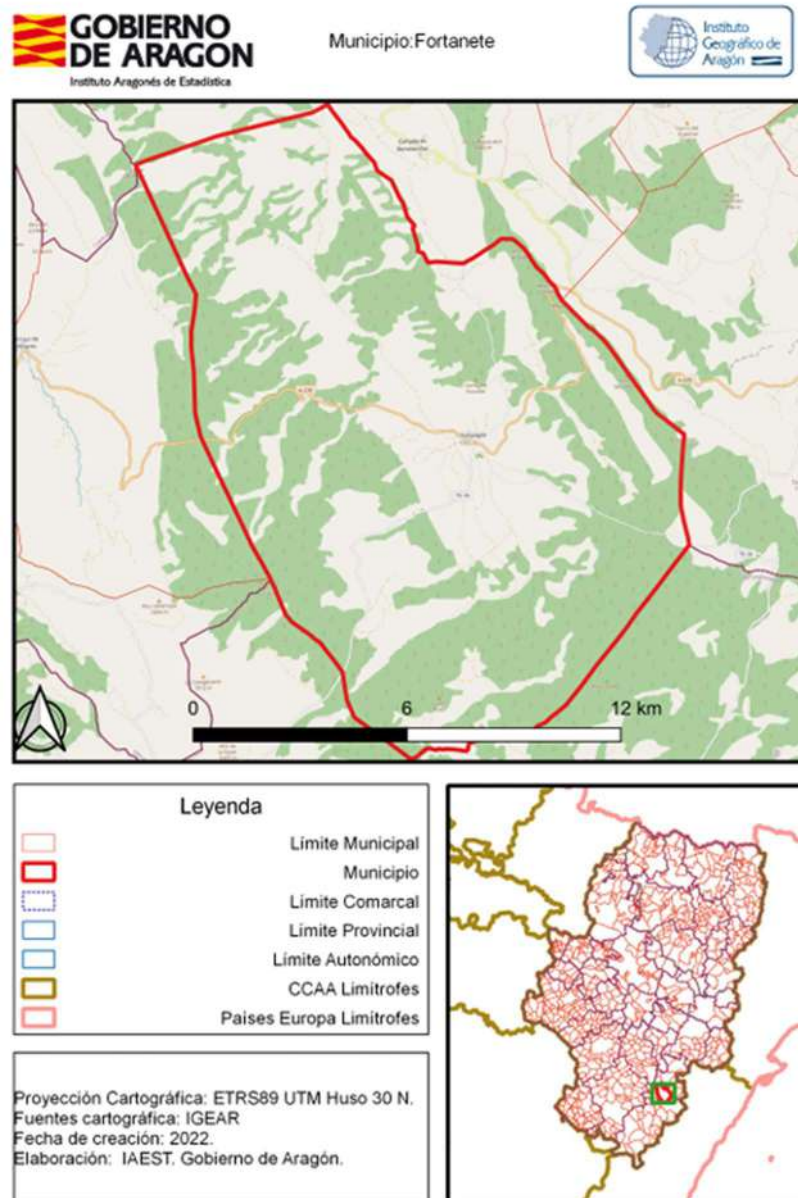 GOBIERNO
DE ARAGON
Instituto Aragonés de Estadística
Municipio:Fortanete
Instituto
Geográfico de
Aragón
0
6
12 km
Leyenda
Límite Municipal
Municipio
Límite Comarcal
Límite Provincial
Límite Autonómico
CCAA Limítrofes
Paises Europa Limítrofes
Proyección Cartográfica: ETRS89 UTM Huso 30 N.
Fuentes cartográfica: IGEAR
Fecha de creación: 2022.
Elaboración: IAEST. Gobierno de Aragón.